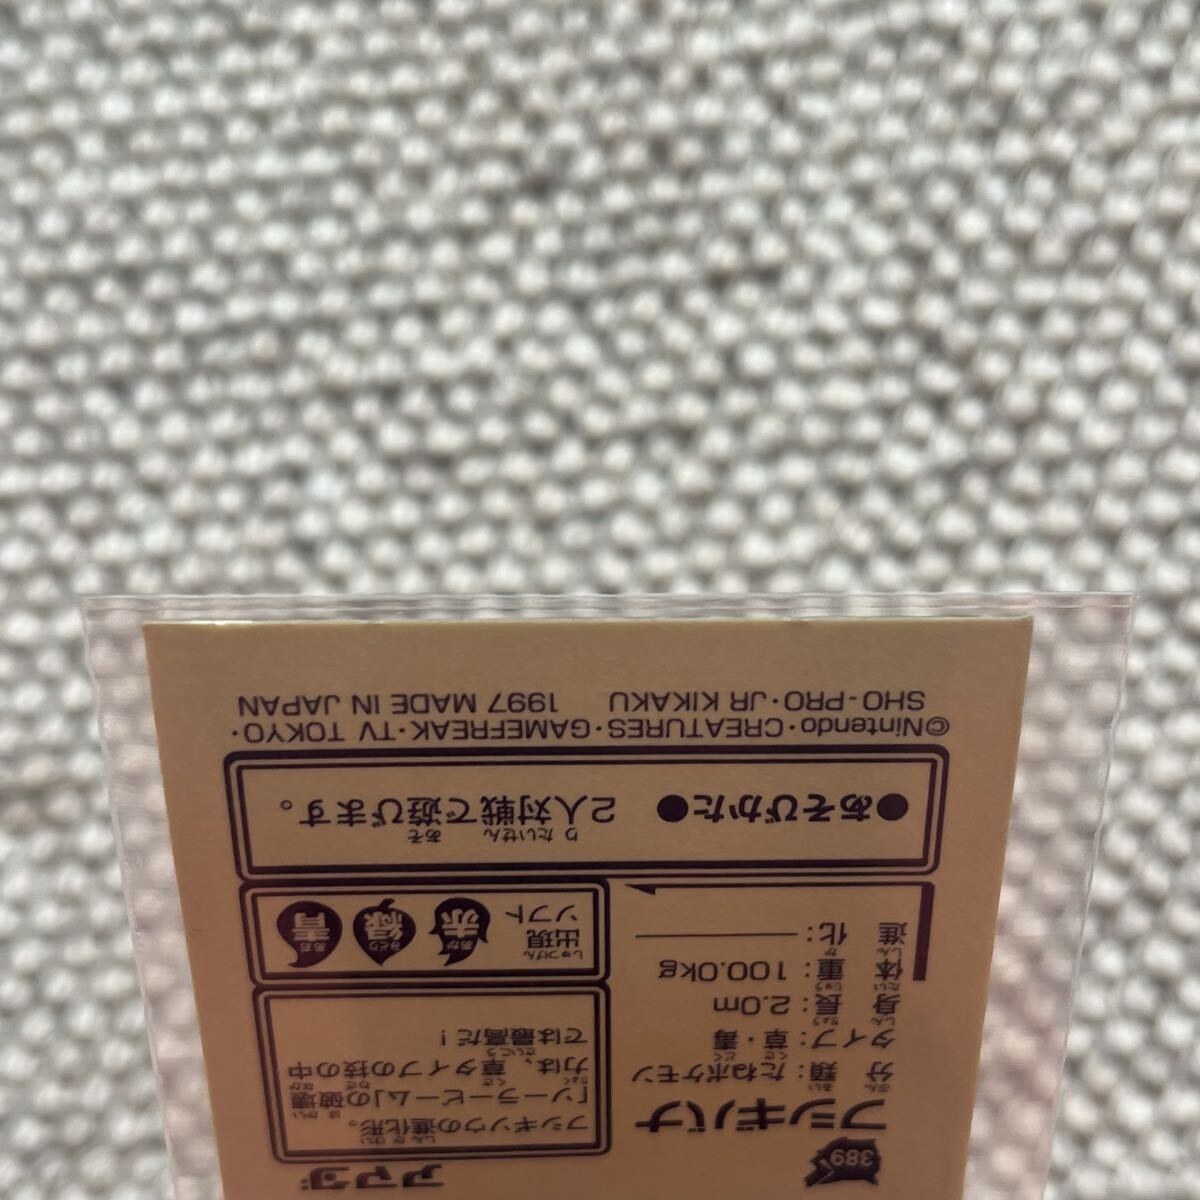 389
フシギバナ
分類：たねポケモン
タイプ：草・毒
身長：2.0m
体重：100.0kg
進化：
アマダ
フシギソウの進化形。
「ソーラービーム」の破壊
力は、草タイプの技の中
では最高だ！
出現
ソフト
赤 緑 青
●あそびかた● 2人対戦で遊びます。
©Nintendo・CREATURES・GAMEFREAK・TV TOKYO・
SHO-PRO・JR KIKAKU 1997 MADE IN JAPAN